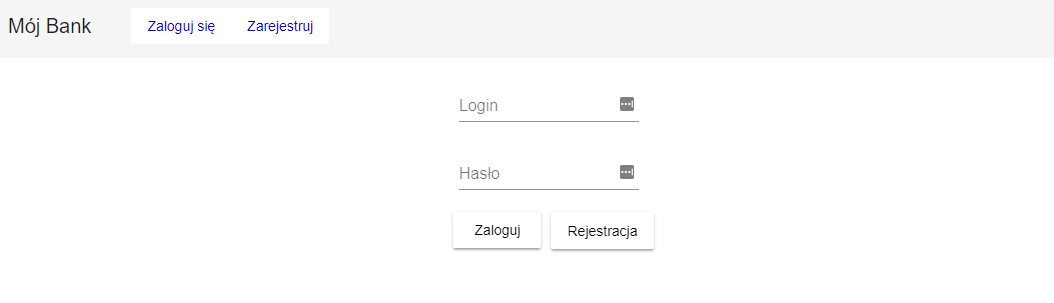 Mój Bank Zaloguj się Zarejestruj
Login
Hasło
Zaloguj Rejestracja